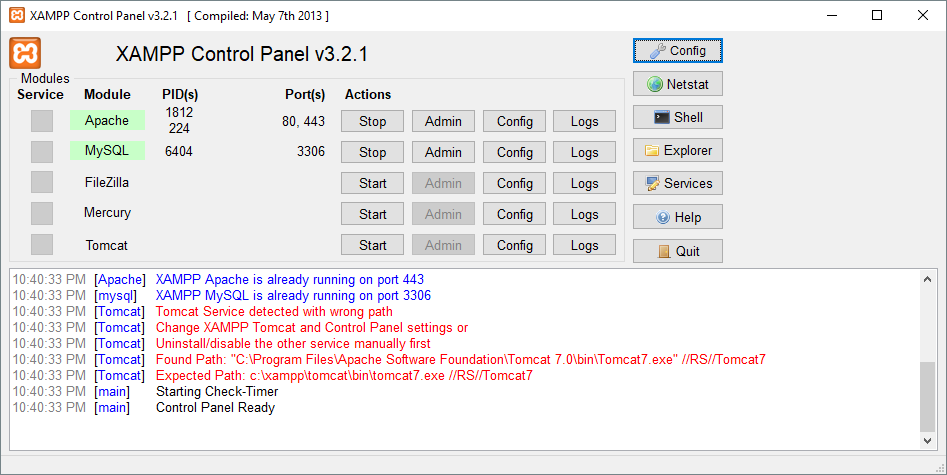 XAMPP Control Panel v3.2.1 [ Compiled: May 7th 2013 ]
XAMPP Control Panel v3.2.1
Config
Modules
Service Module PID(s) Port(s) Actions
Netstat
Apache 1812 224 80, 443 Stop Admin Config Logs
Shell
MySQL 6404 3306 Stop Admin Config Logs
Explorer
FileZilla Start Admin Config Logs
Services
Mercury Start Admin Config Logs
Help
Tomcat Start Admin Config Logs
Quit
10:40:33 PM [Apache] XAMPP Apache is already running on port 443
10:40:33 PM [mysql] XAMPP MySQL is already running on port 3306
10:40:33 PM [Tomcat] Tomcat Service detected with wrong path
10:40:33 PM [Tomcat] Change XAMPP Tomcat and Control Panel settings or
10:40:33 PM [Tomcat] Uninstall/disable the other service manually first
10:40:33 PM [Tomcat] Found Path: "C:\Program Files\Apache Software Foundation\Tomcat 7.0\bin\Tomcat7.exe" //RS//Tomcat7
10:40:33 PM [Tomcat] Expected Path: c:\xampp\tomcat\bin\tomcat7.exe //RS//Tomcat7
10:40:33 PM [main] Starting Check-Timer
10:40:33 PM [main] Control Panel Ready